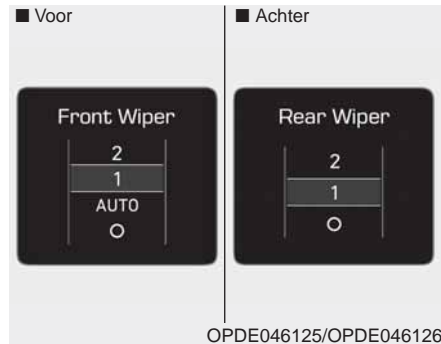 ■ Voor
■ Achter
Front Wiper
2
1
AUTO
O
Rear Wiper
2
1
O
OPDE046125/OPDE046126